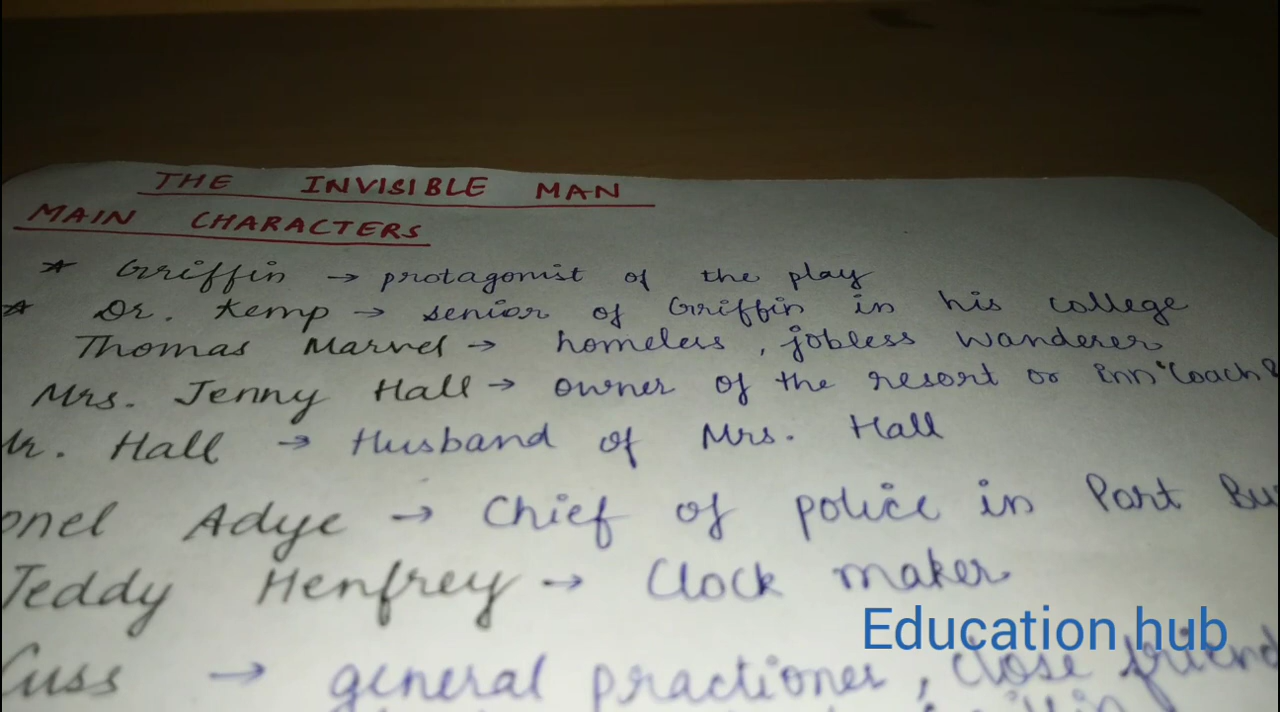 THE INVISIBLE MAN
MAIN CHARACTERS
* Griffin → protagonist of the play
* Dr. Kemp → senior of Griffin in his college
Thomas Marvel → homeless, jobless wanderer
Mrs. Jenny Hall → owner of the resort or Inn "Coach &
Mr. Hall → Husband of Mrs. Hall
onel Adye → Chief of police in Port Bu
Teddy Henfrey → Clock maker
Cuss → general practioner, close friend
Education hub